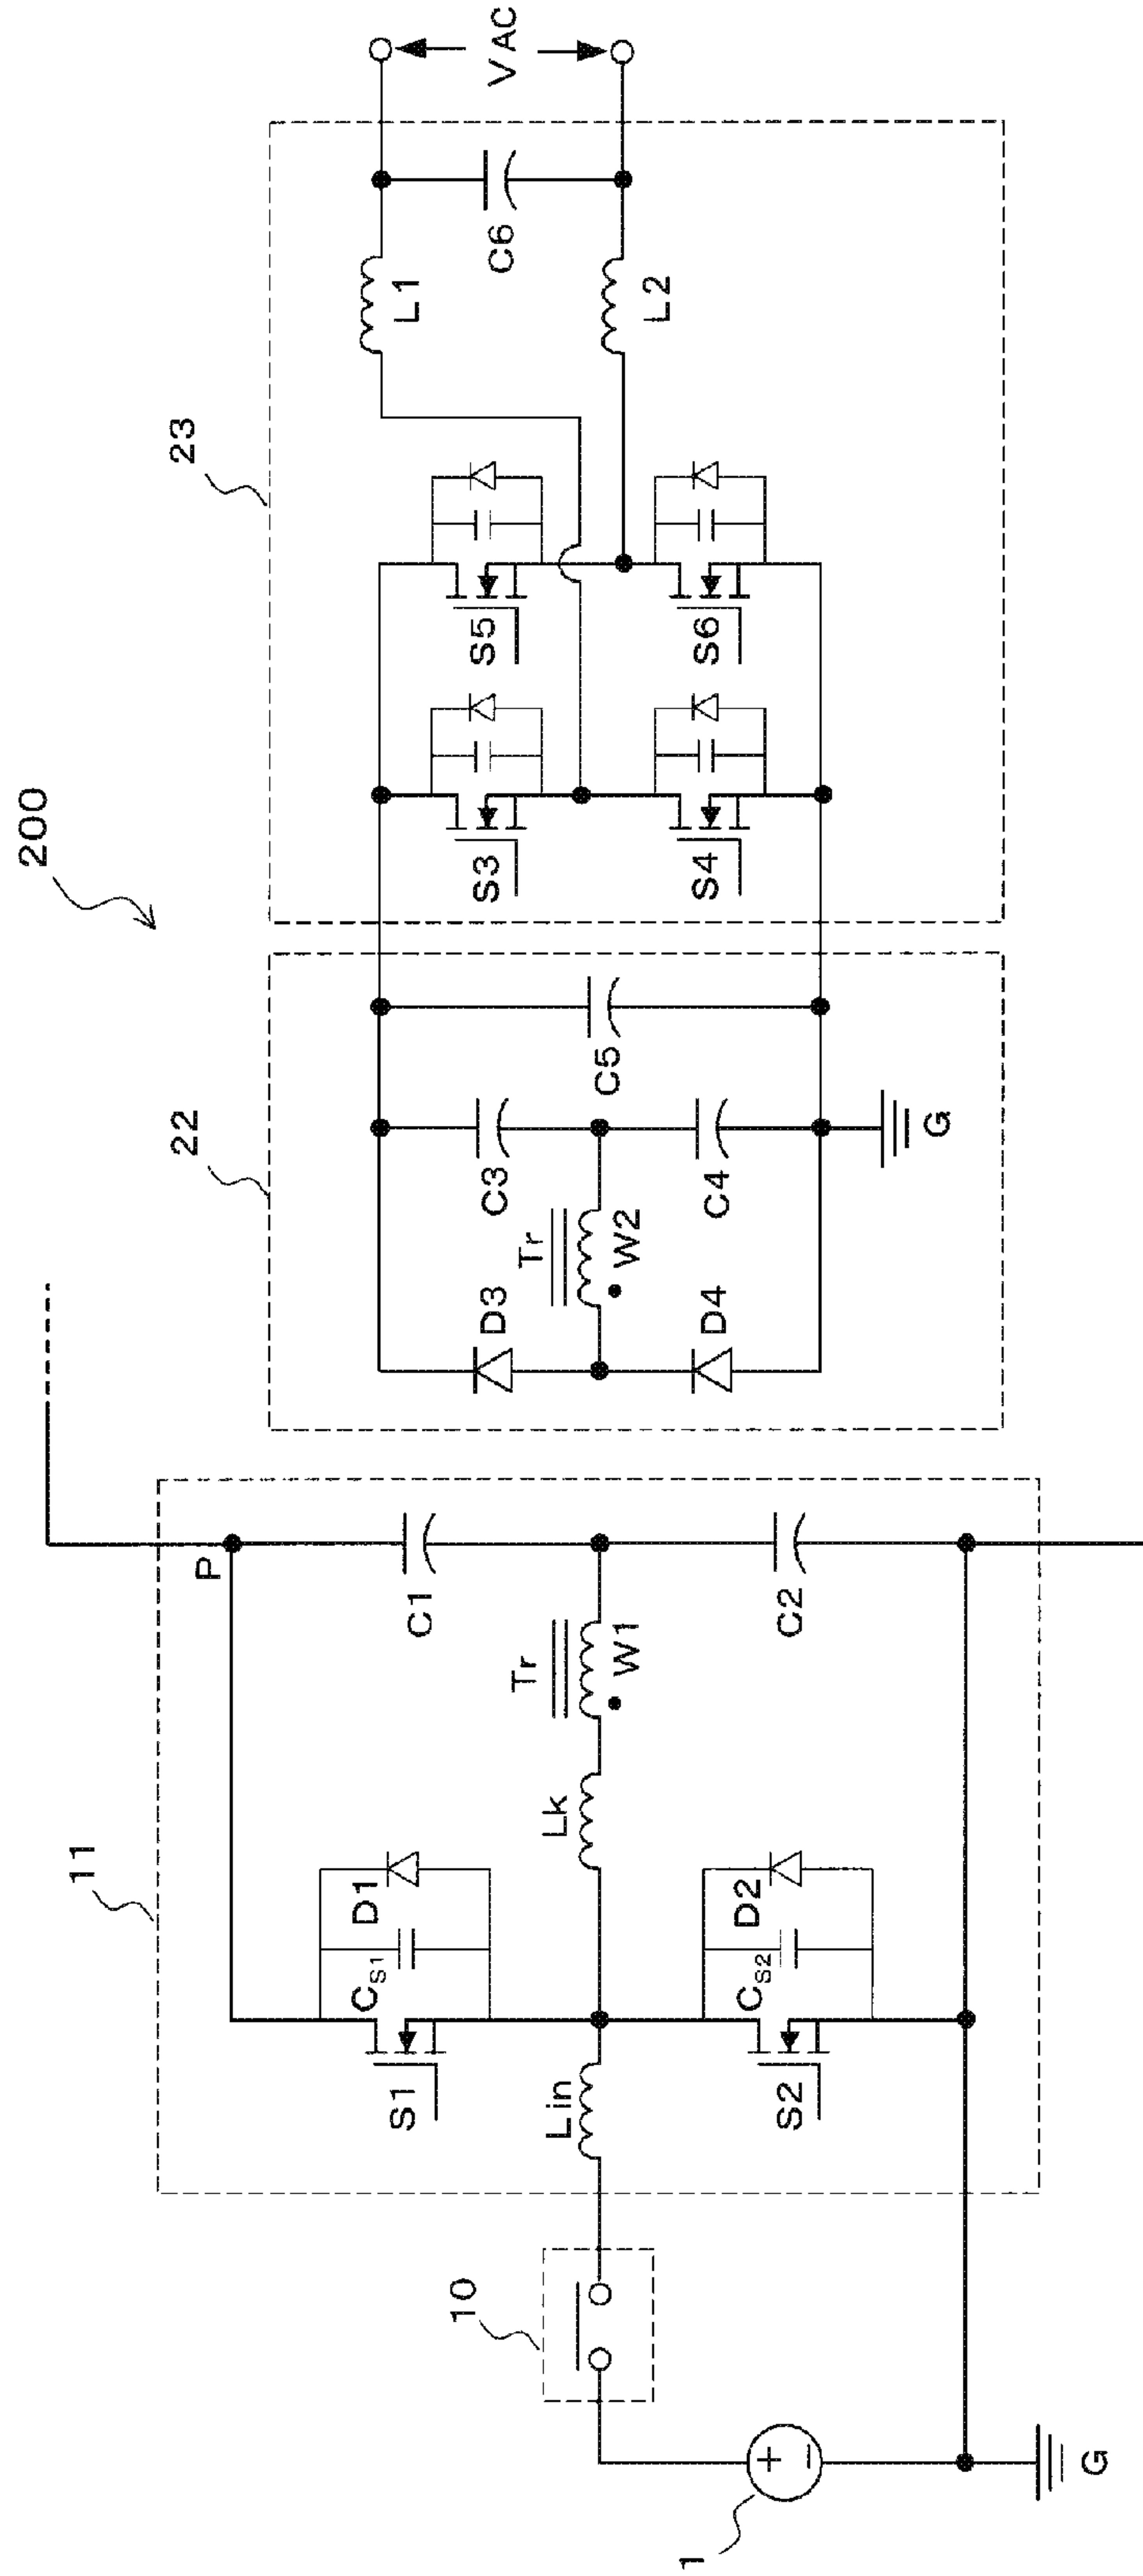 200
11
22
23
P
S1
CS1
D1
C1
D3
C3
S3
S5
L1
C6
VAC
10
Lin
Lk
Tr
W1
Tr
W2
C5
L2
1
+
−
S2
CS2
D2
C2
D4
C4
S4
S6
G
G